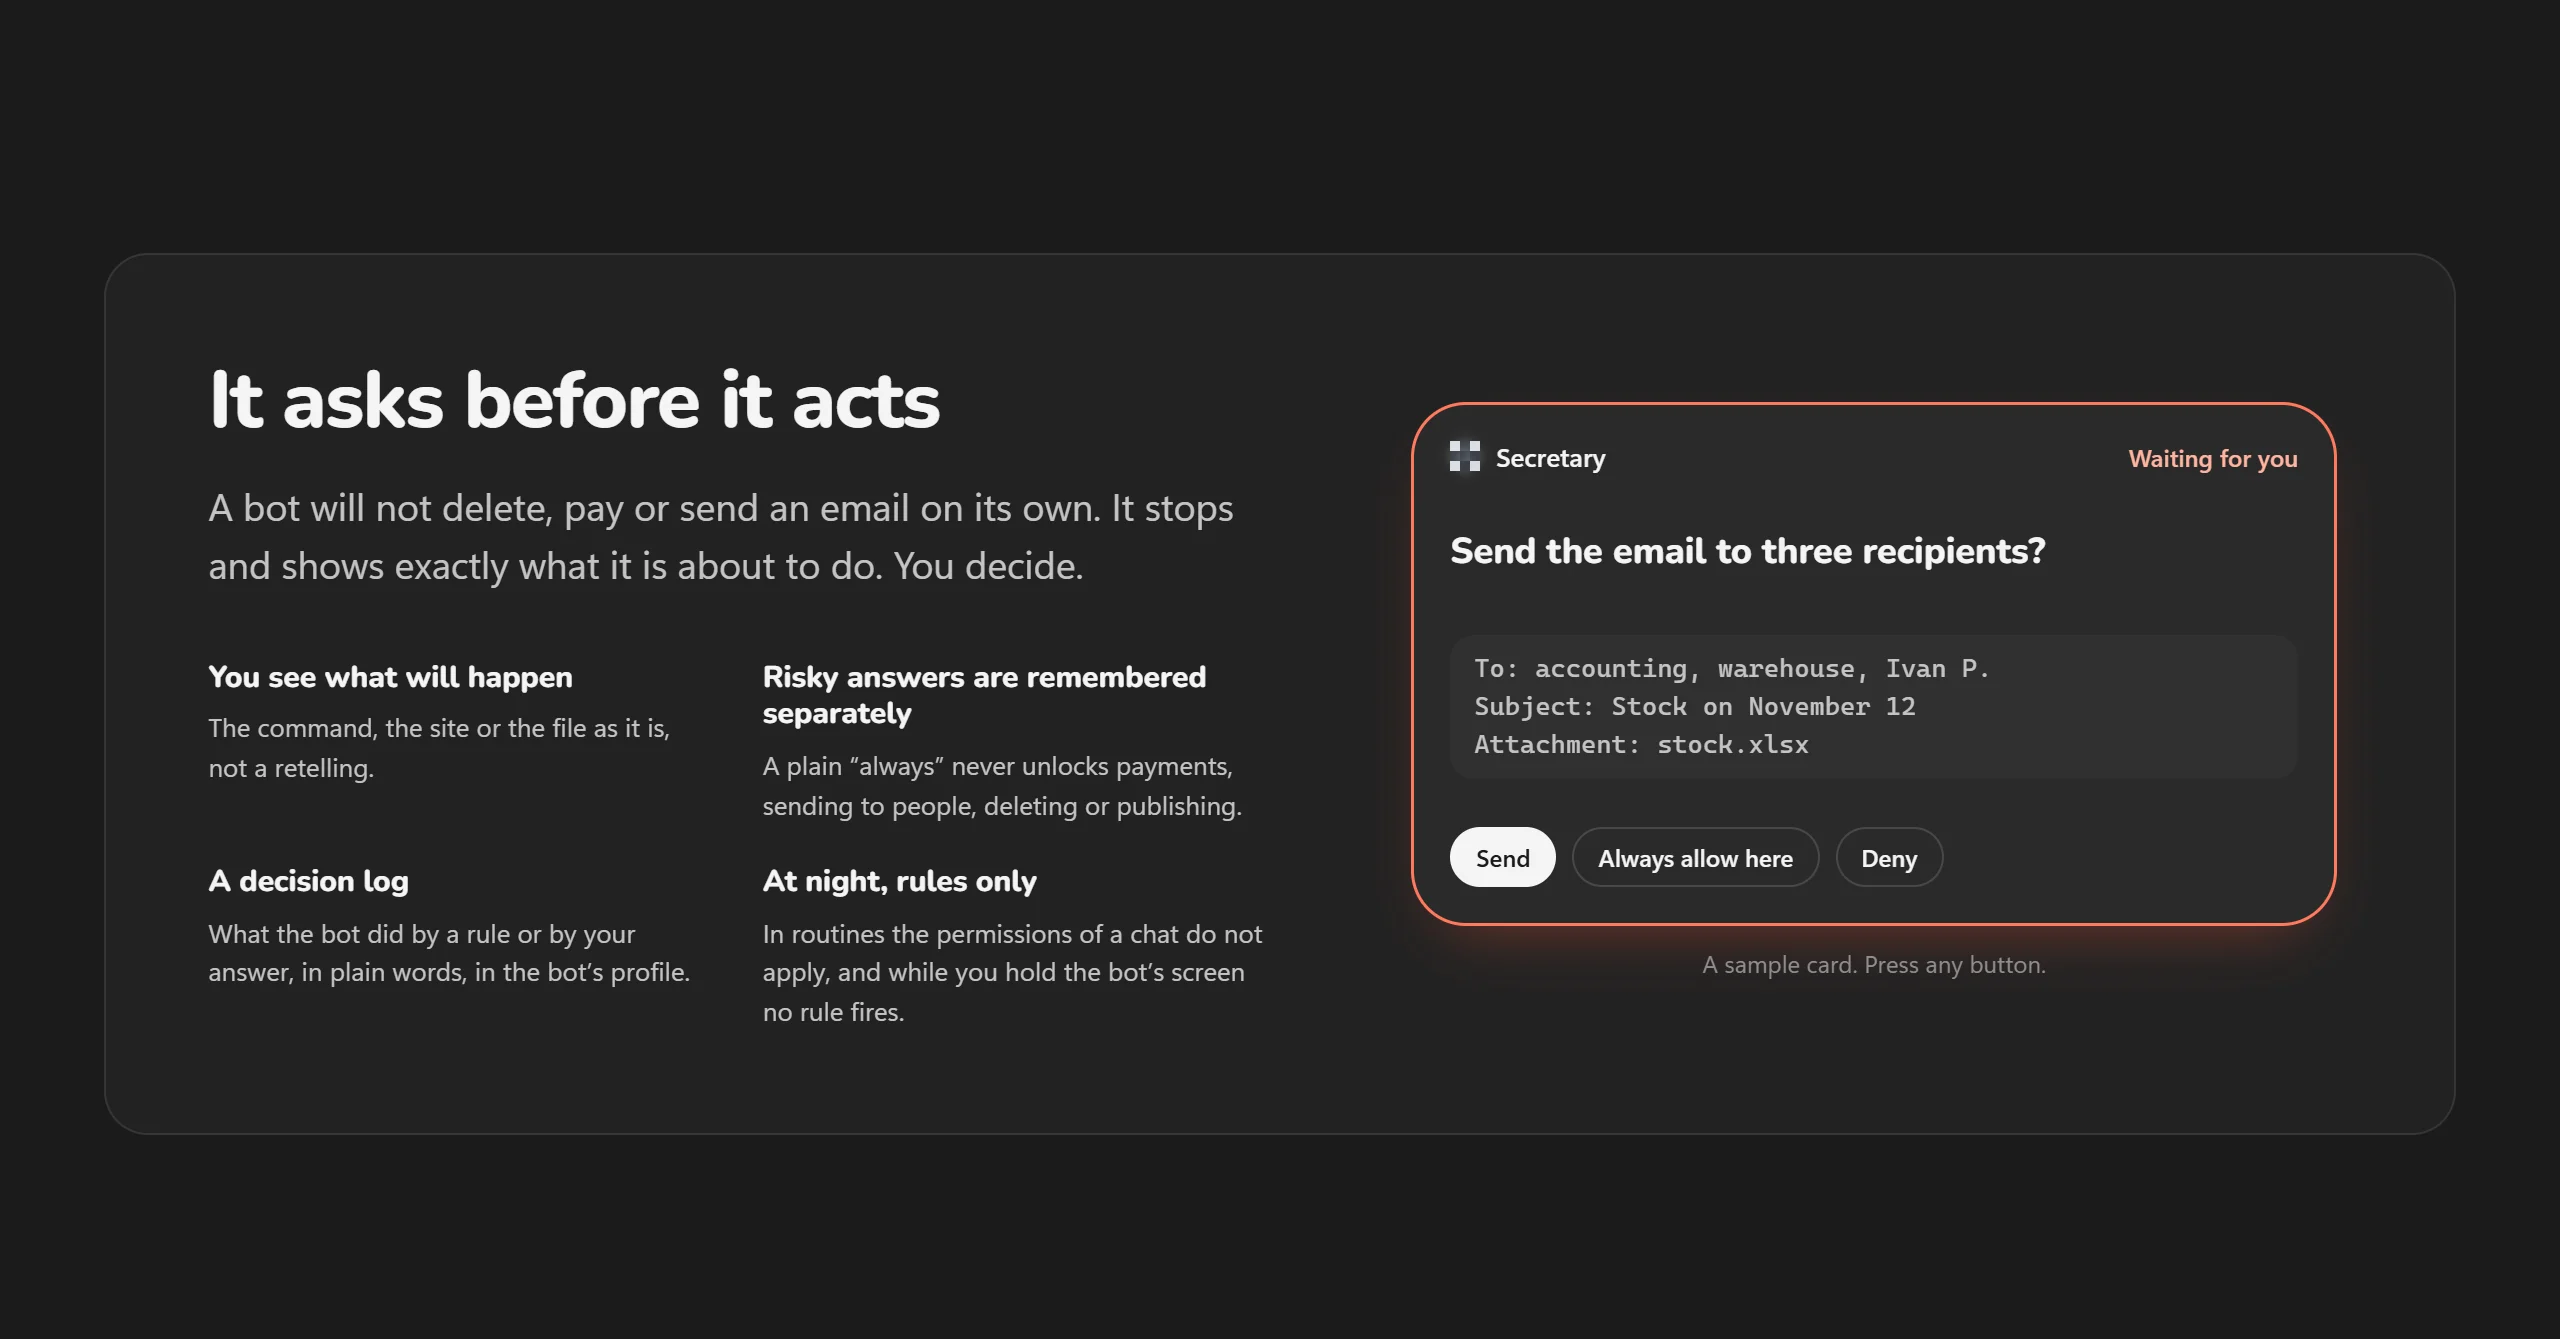 It asks before it acts
A bot will not delete, pay or send an email on its own. It stops
and shows exactly what it is about to do. You decide.
You see what will happen
The command, the site or the file as it is,
not a retelling.
Risky answers are remembered
separately
A plain “always” never unlocks payments,
sending to people, deleting or publishing.
A decision log
What the bot did by a rule or by your
answer, in plain words, in the bot’s profile.
At night, rules only
In routines the permissions of a chat do not
apply, and while you hold the bot’s screen
no rule fires.
Secretary
Waiting for you
Send the email to three recipients?
To: accounting, warehouse, Ivan P.
Subject: Stock on November 12
Attachment: stock.xlsx
Send
Always allow here
Deny
A sample card. Press any button.